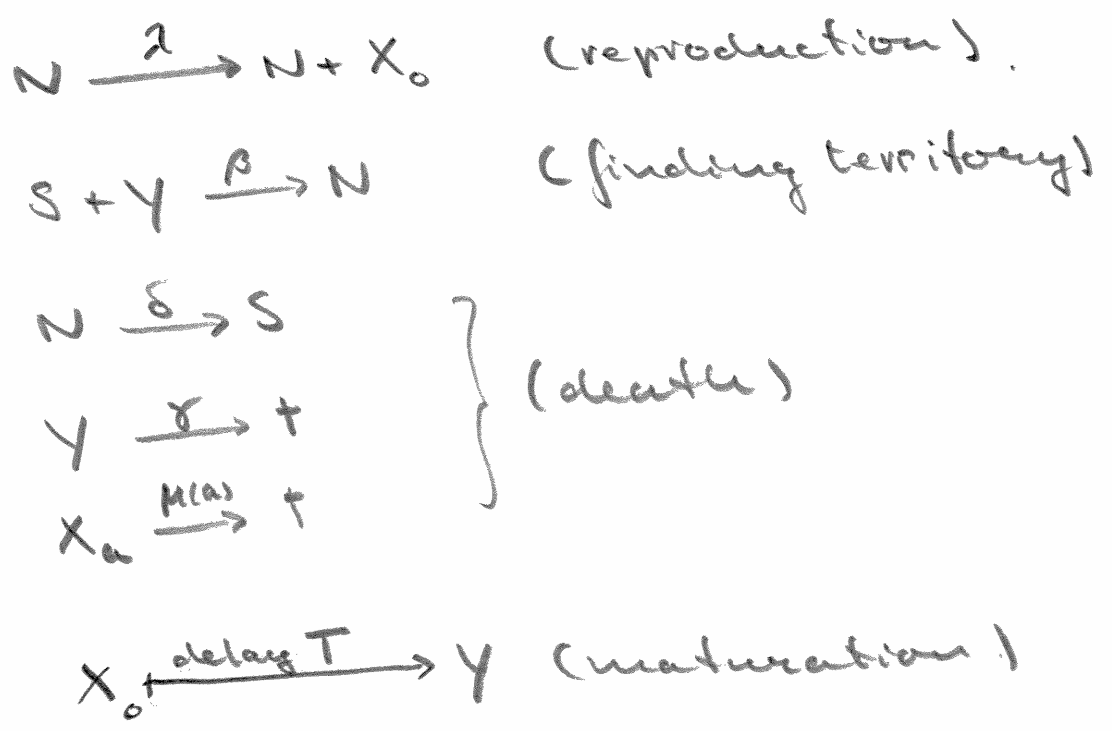 N →^λ N + X₀ (reproduction).
S + Y →^β N (finding territory)
N →^δ S
Y →^γ †
(death)
Xₐ →^μ(a) †
X₀ ↦^delay T Y (maturation)